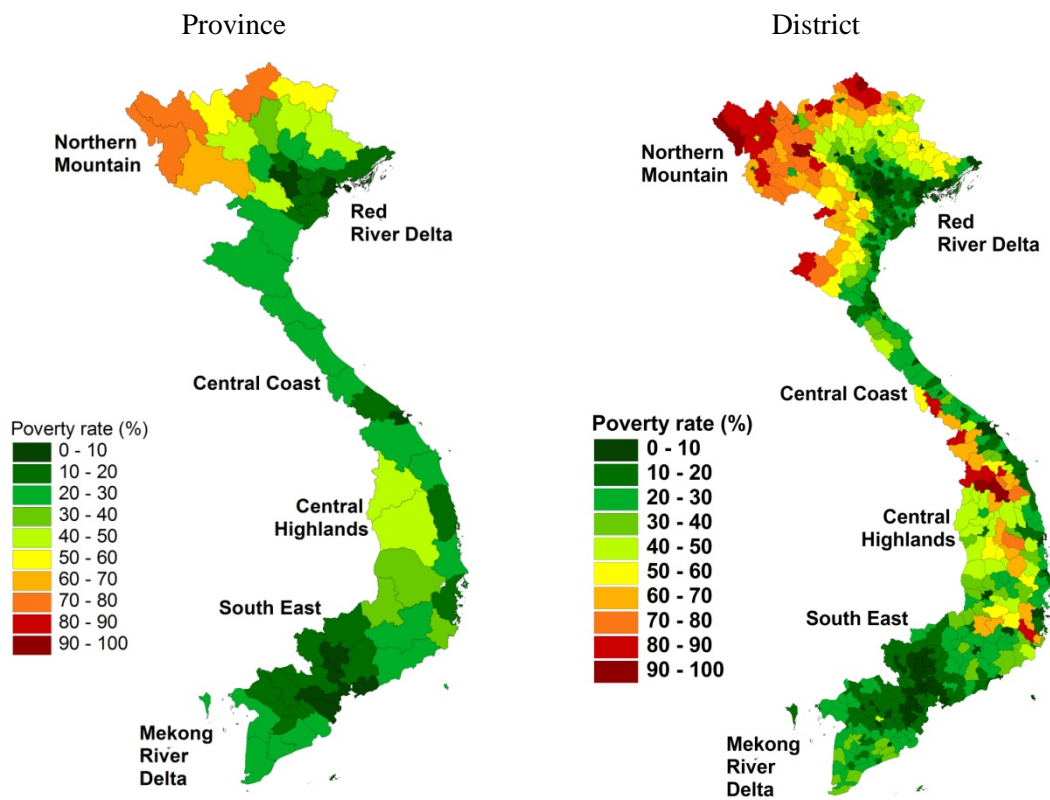 Province
Northern
Mountain
Red
River Delta
Central Coast
Poverty rate (%)
0 - 10
10 - 20
20 - 30
30 - 40
40 - 50
50 - 60
60 - 70
70 - 80
80 - 90
90 - 100
Central
Highlands
South East
Mekong
River
Delta
District
Northern
Mountain
Red
River Delta
Central Coast
Poverty rate (%)
0 - 10
10 - 20
20 - 30
30 - 40
40 - 50
50 - 60
60 - 70
70 - 80
80 - 90
90 - 100
Central
Highlands
South East
Mekong
River
Delta